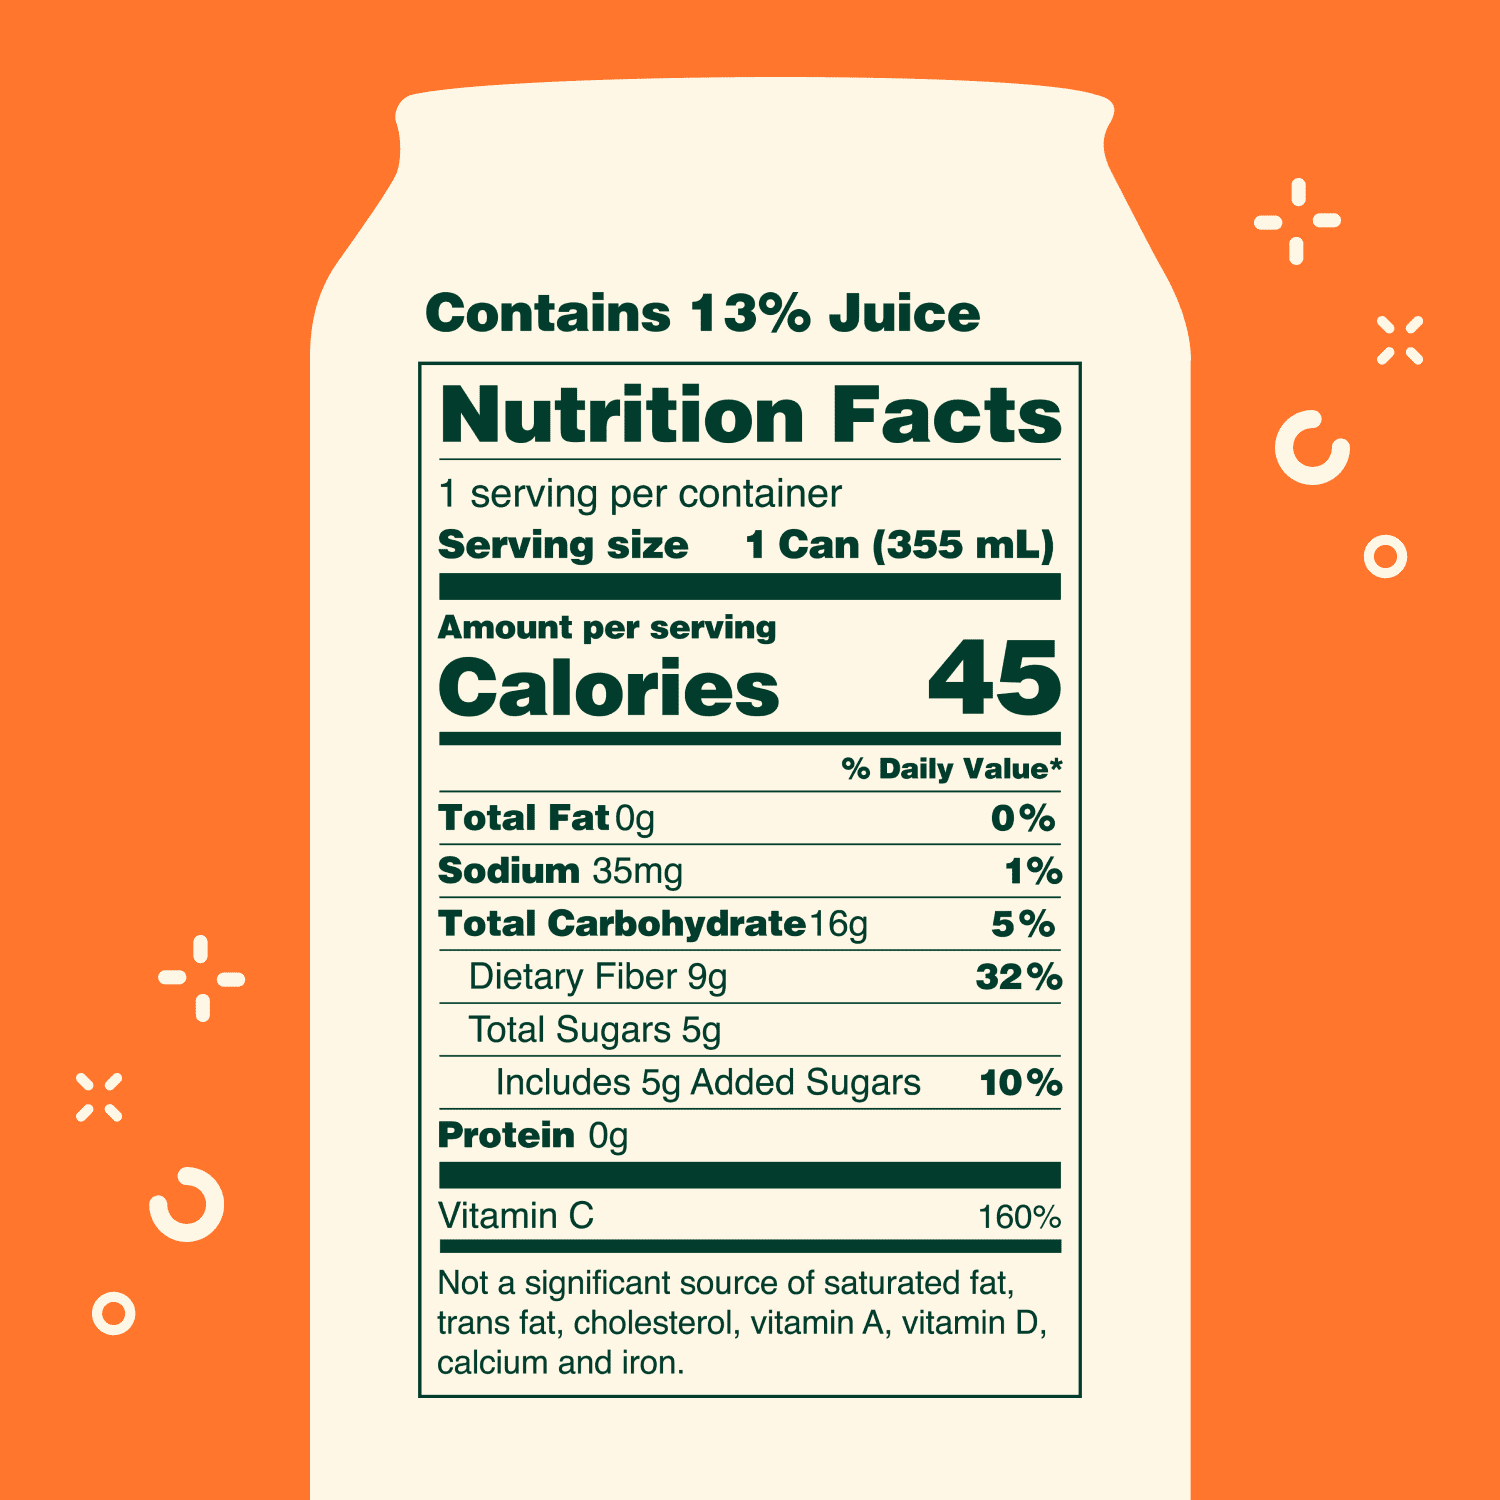 Contains 13% Juice
Nutrition Facts
1 serving per container
Serving size 1 Can (355 mL)
Amount per serving
Calories 45
% Daily Value*
Total Fat 0g 0%
Sodium 35mg 1%
Total Carbohydrate 16g 5%
Dietary Fiber 9g 32%
Total Sugars 5g
Includes 5g Added Sugars 10%
Protein 0g
Vitamin C 160%
Not a significant source of saturated fat,
trans fat, cholesterol, vitamin A, vitamin D,
calcium and iron.